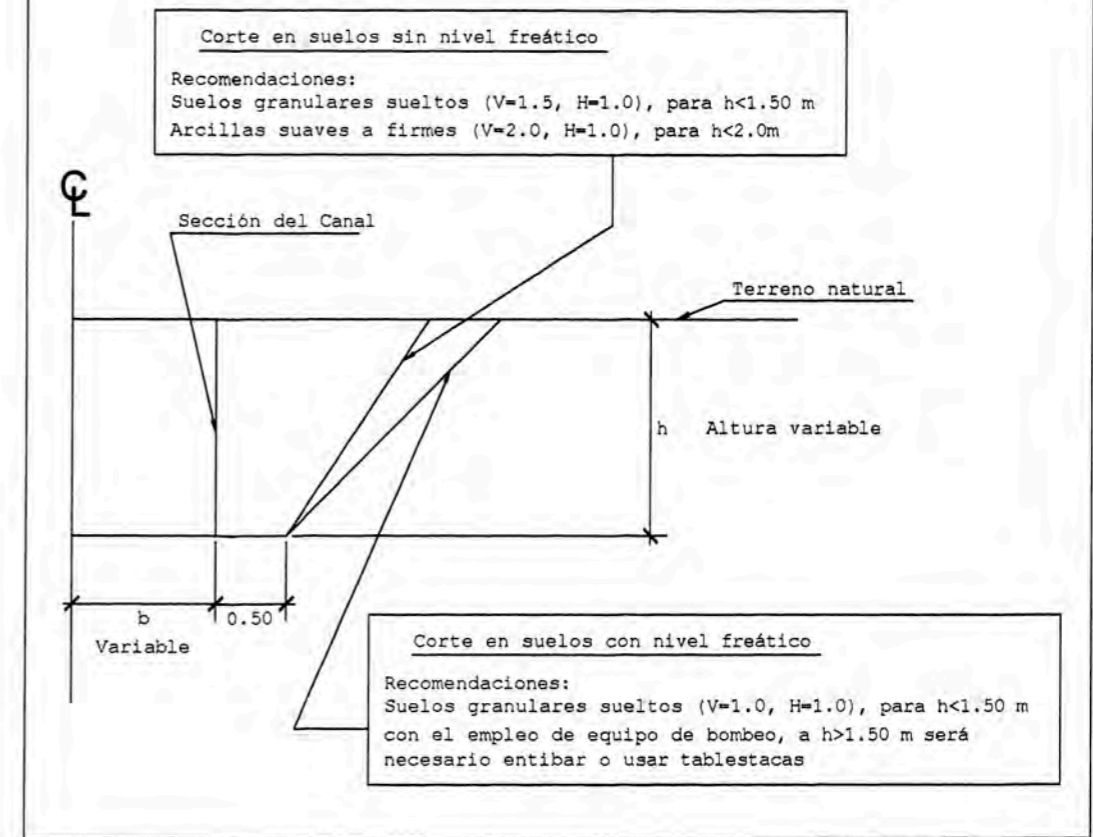 Corte en suelos sin nivel freático
Recomendaciones:
Suelos granulares sueltos (V=1.5, H=1.0), para h<1.50 m
Arcillas suaves a firmes (V=2.0, H=1.0), para h<2.0m
℄
Sección del Canal
Terreno natural
h Altura variable
b
0.50
Variable
Corte en suelos con nivel freático
Recomendaciones:
Suelos granulares sueltos (V=1.0, H=1.0), para h<1.50 m
con el empleo de equipo de bombeo, a h>1.50 m será
necesario entibar o usar tablestacas